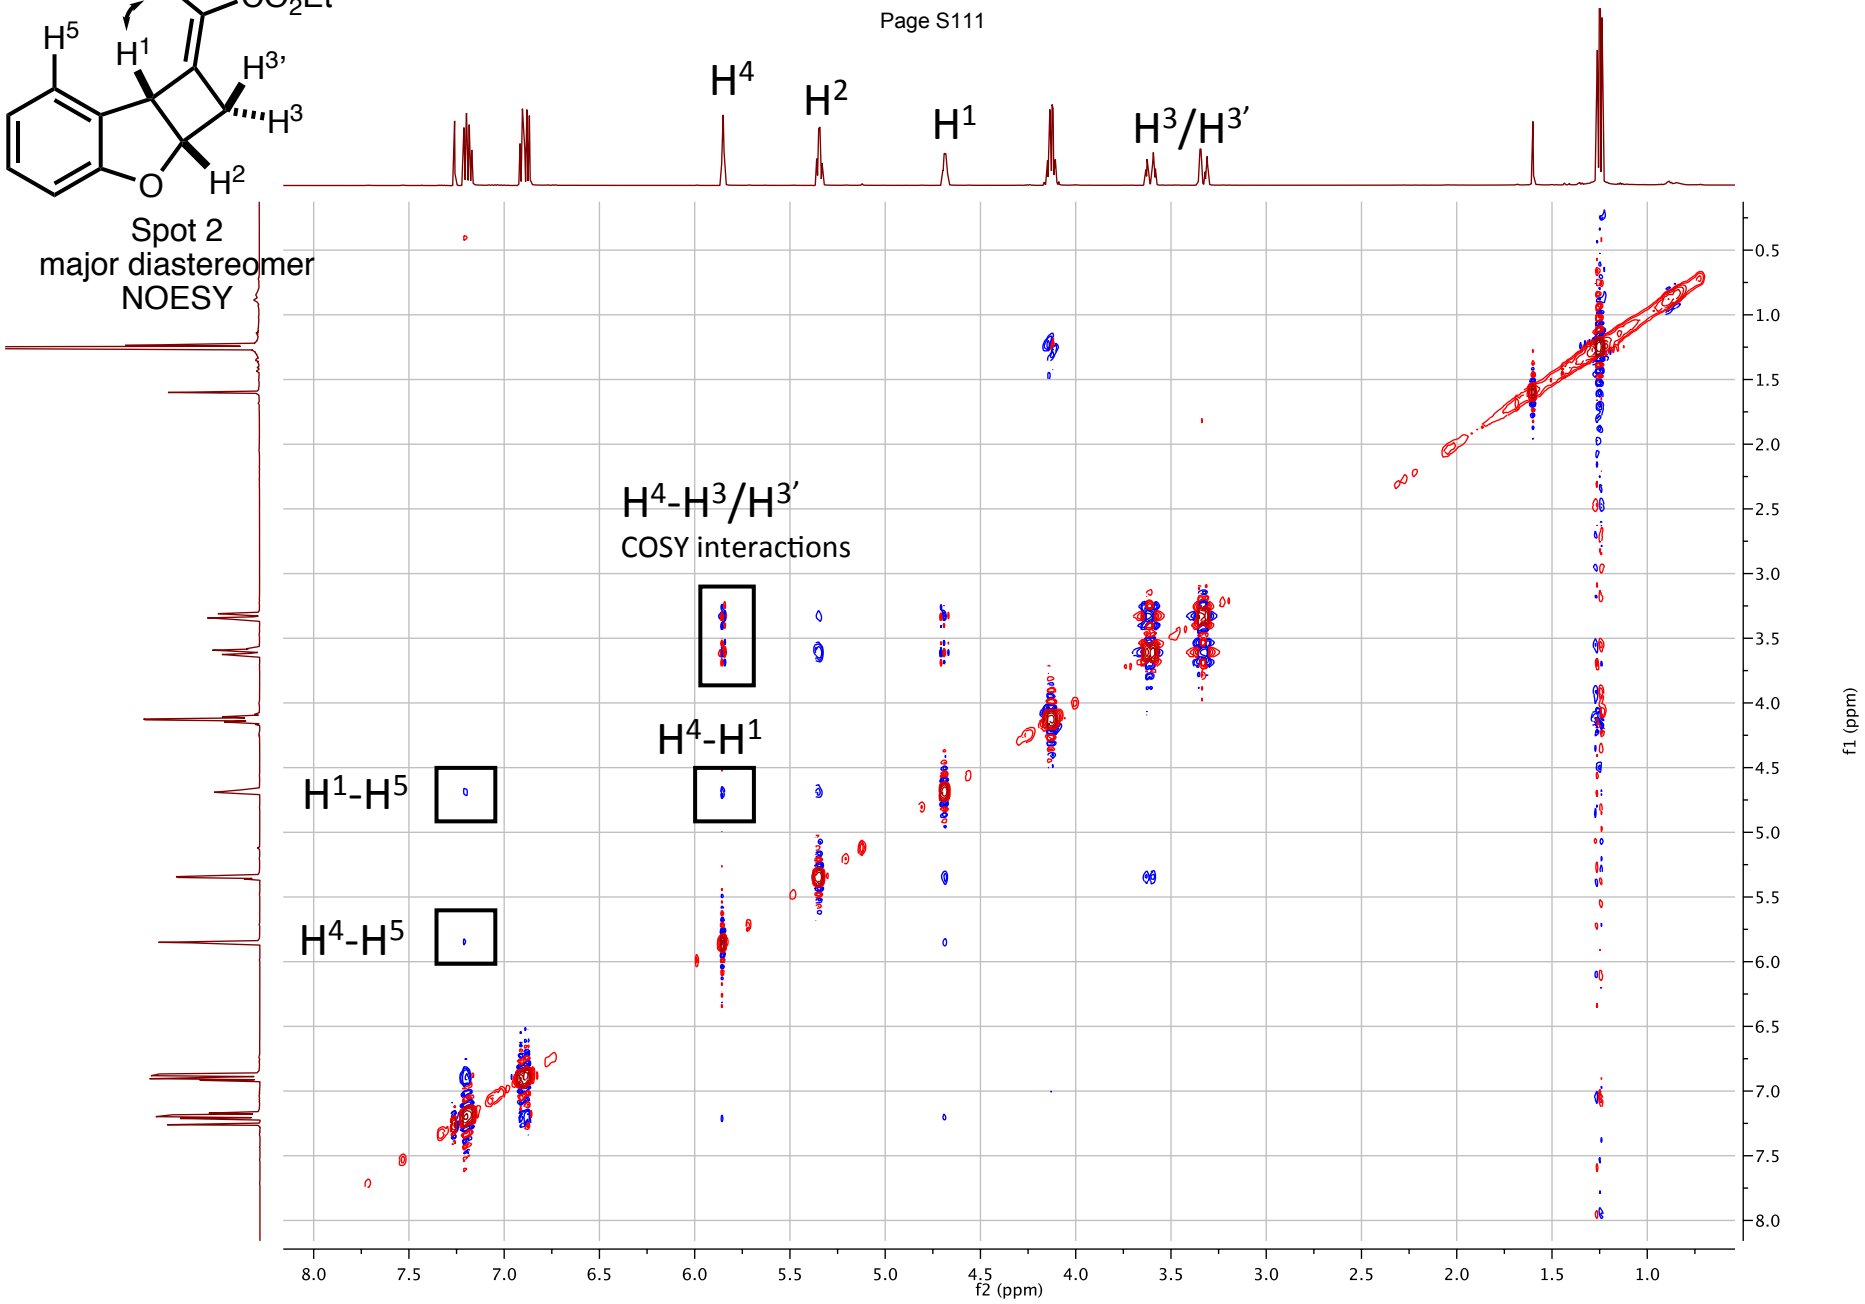 CO₂Et
Page S111
H⁵
H¹
H³’
H³
O
H²
H⁴
H²
H¹
H³/H³’
Spot 2
major diastereomer
NOESY
H⁴-H³/H³’
COSY interactions
H⁴-H¹
H¹-H⁵
H⁴-H⁵
0.5
1.0
1.5
2.0
2.5
3.0
3.5
4.0
4.5
5.0
5.5
6.0
6.5
7.0
7.5
8.0
f1 (ppm)
8.0 7.5 7.0 6.5 6.0 5.5 5.0 4.5 4.0 3.5 3.0 2.5 2.0 1.5 1.0
f2 (ppm)